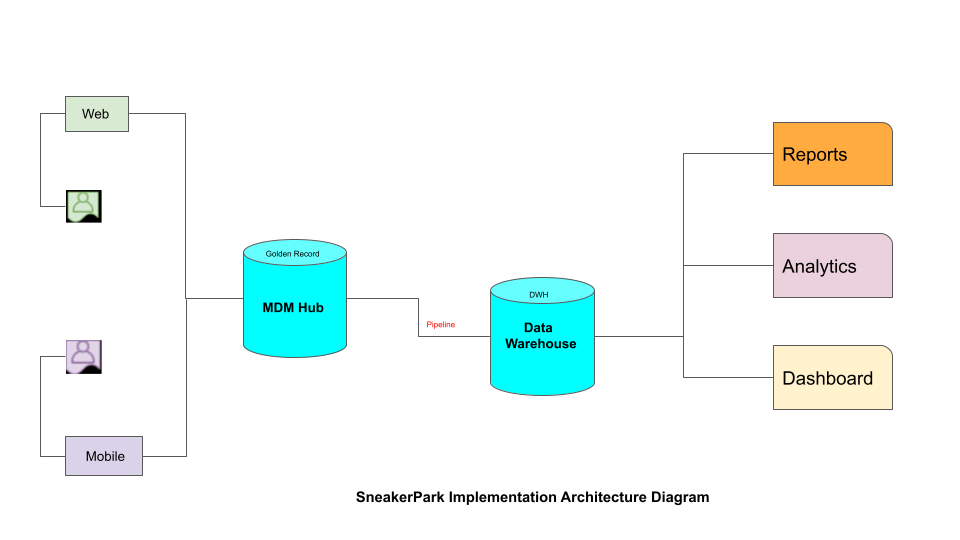 Web
Mobile
Golden Record
MDM Hub
Pipeline
DWH
Data
Warehouse
Reports
Analytics
Dashboard
SneakerPark Implementation Architecture Diagram